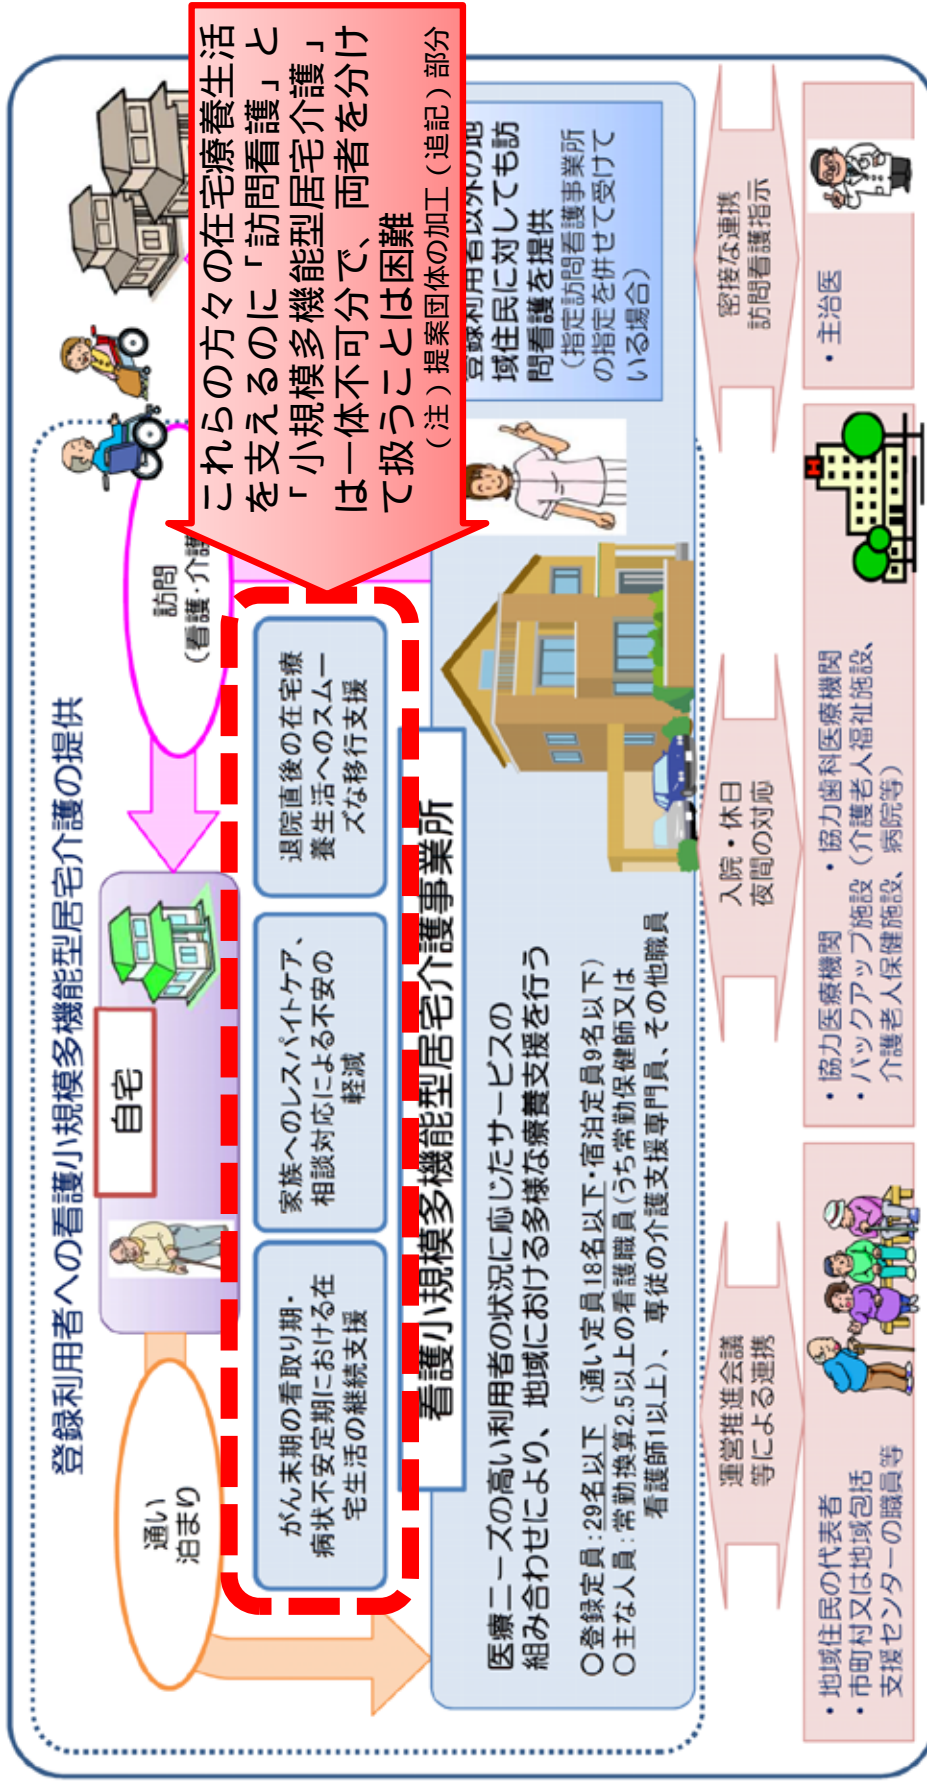 登録利用者への看護小規模多機能型居宅介護の提供
通い
泊まり
自宅
訪問
(看護・介護
がん末期の看取り期・
病状不安定期における在
宅生活の継続支援
家族へのレスパイトケア、
相談対応による不安の
軽減
退院直後の在宅療
養生活へのスムー
ズな移行支援
これらの方々の在宅療養生活
を支えるのに「訪問看護」と
「小規模多機能型居宅介護」
は一体不可分で、両者を分け
て扱うことは困難
(注)提案団体の加工(追記)部分
看護小規模多機能型居宅介護事業所
医療ニーズの高い利用者の状況に応じたサービスの
組み合わせにより、地域における多様な療養支援を行う
○登録定員:29名以下(通い定員18名以下・宿泊定員9名以下)
○主な人員:常勤換算2.5以上の看護職員(うち常勤保健師又は
看護師1以上)、専従の介護支援専門員、その他職員
登録利用者以外の地
域住民に対しても訪
問看護を提供
(指定訪問看護事業所
の指定を併せて受けて
いる場合)
運営推進会議
等による連携
入院・休日
夜間の対応
密接な連携
訪問看護指示
・地域住民の代表者
・市町村又は地域包括
支援センターの職員等
・協力医療機関 ・協力歯科医療機関
・バックアップ施設(介護老人福祉施設、
介護老人保健施設、病院等)
H
・主治医